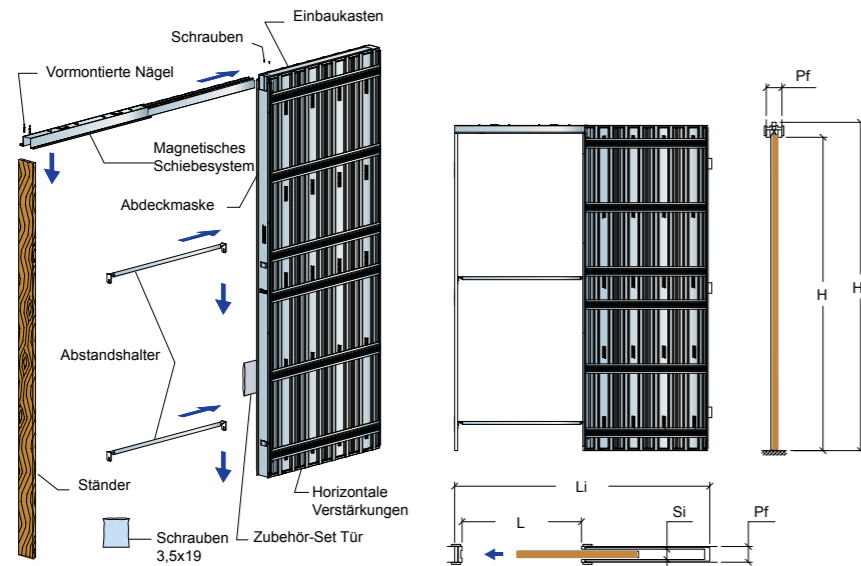 Einbaukasten
Schrauben
Vormontierte Nägel
Magnetisches
Schiebesystem
Abdeckmaske
Abstandshalter
Ständer
Schrauben
3,5x19
Zubehör-Set Tür
Horizontale
Verstärkungen
Pf
H
H
Li
L
Si
Pf